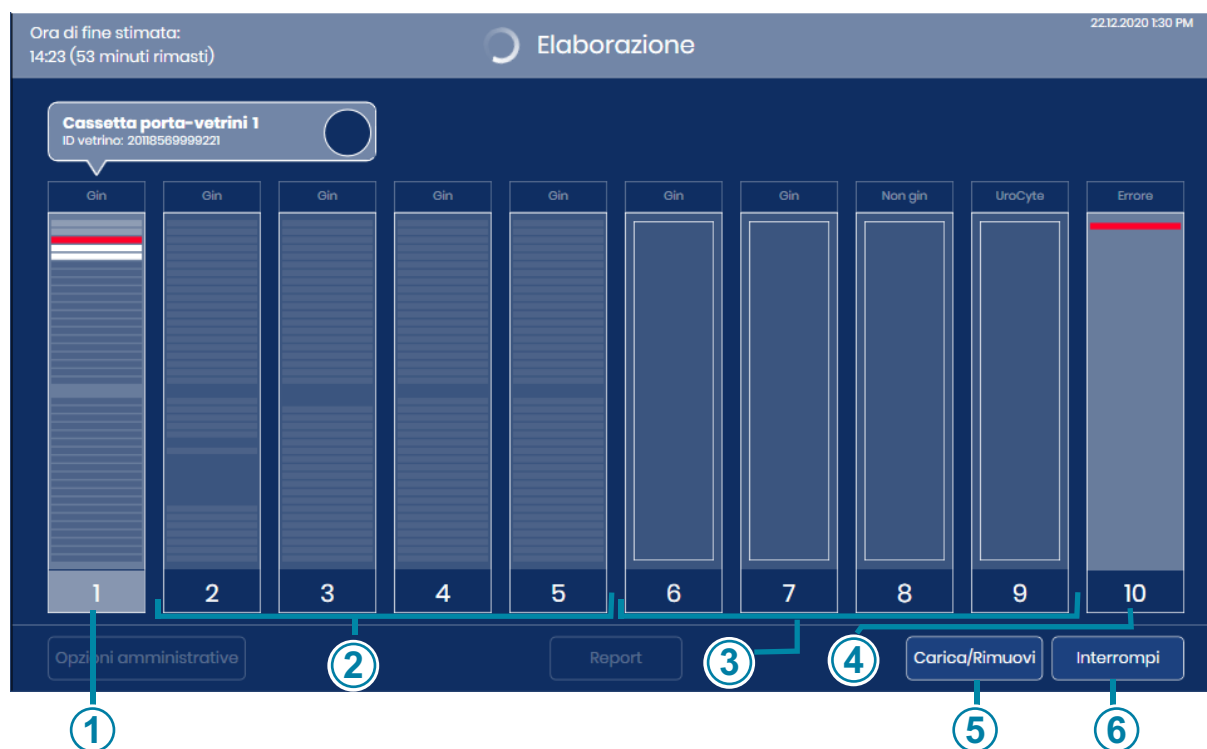 Ora di fine stimata:
14:23 (53 minuti rimasti)
Elaborazione
22.12.2020 1:30 PM
Cassetta porta-vetrini 1
ID vetrino: 20118569999221
Gin Gin Gin Gin Gin Gin Gin Non gin UroCyte Errore
1 2 3 4 5 6 7 8 9 10
Opzioni amministrative Report Carica/Rimuovi Interrompi
2 3 4
1 5 6